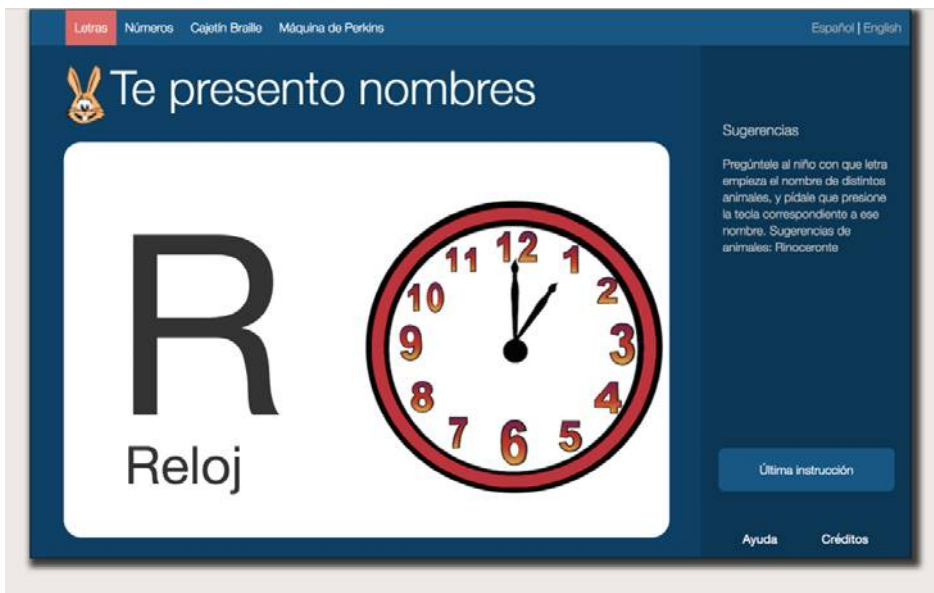 Letras Números Cajetín Braille Máquina de Perkins Español | English
Te presento nombres
R
Reloj
11 12 1
10 2
9 3
8 4
7 6 5
Sugerencias
Pregúntele al niño con que letra
empieza el nombre de distintos
animales, y pídale que presione
la tecla correspondiente a ese
nombre. Sugerencias de
animales: Rinoceronte
Última instrucción
Ayuda Créditos